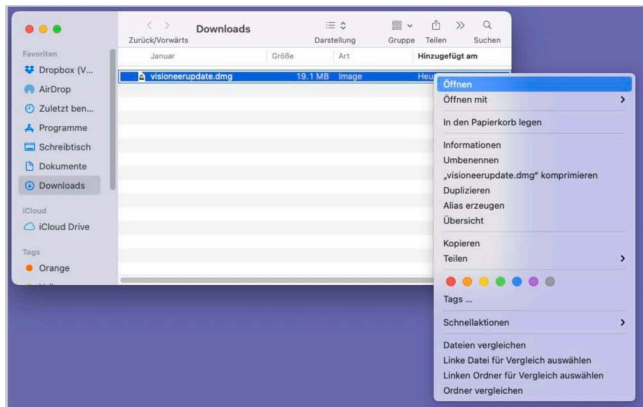 Downloads
Zurück/Vorwärts
Darstellung
Gruppe
Teilen
Suchen
Favoriten
Dropbox (V...
AirDrop
Zuletzt ben...
Programme
Schreibtisch
Dokumente
Downloads
iCloud
iCloud Drive
Tags
Orange
Januar Größe Art Hinzugefügt am
visioneerupdate.dmg 19.1 MB Image
Öffnen
Öffnen mit
In den Papierkorb legen
Informationen
Umbenennen
„visioneerupdate.dmg“ komprimieren
Duplizieren
Alias erzeugen
Übersicht
Kopieren
Teilen
Tags ...
Schnellaktionen
Dateien vergleichen
Linke Datei für Vergleich auswählen
Linken Ordner für Vergleich auswählen
Ordner vergleichen